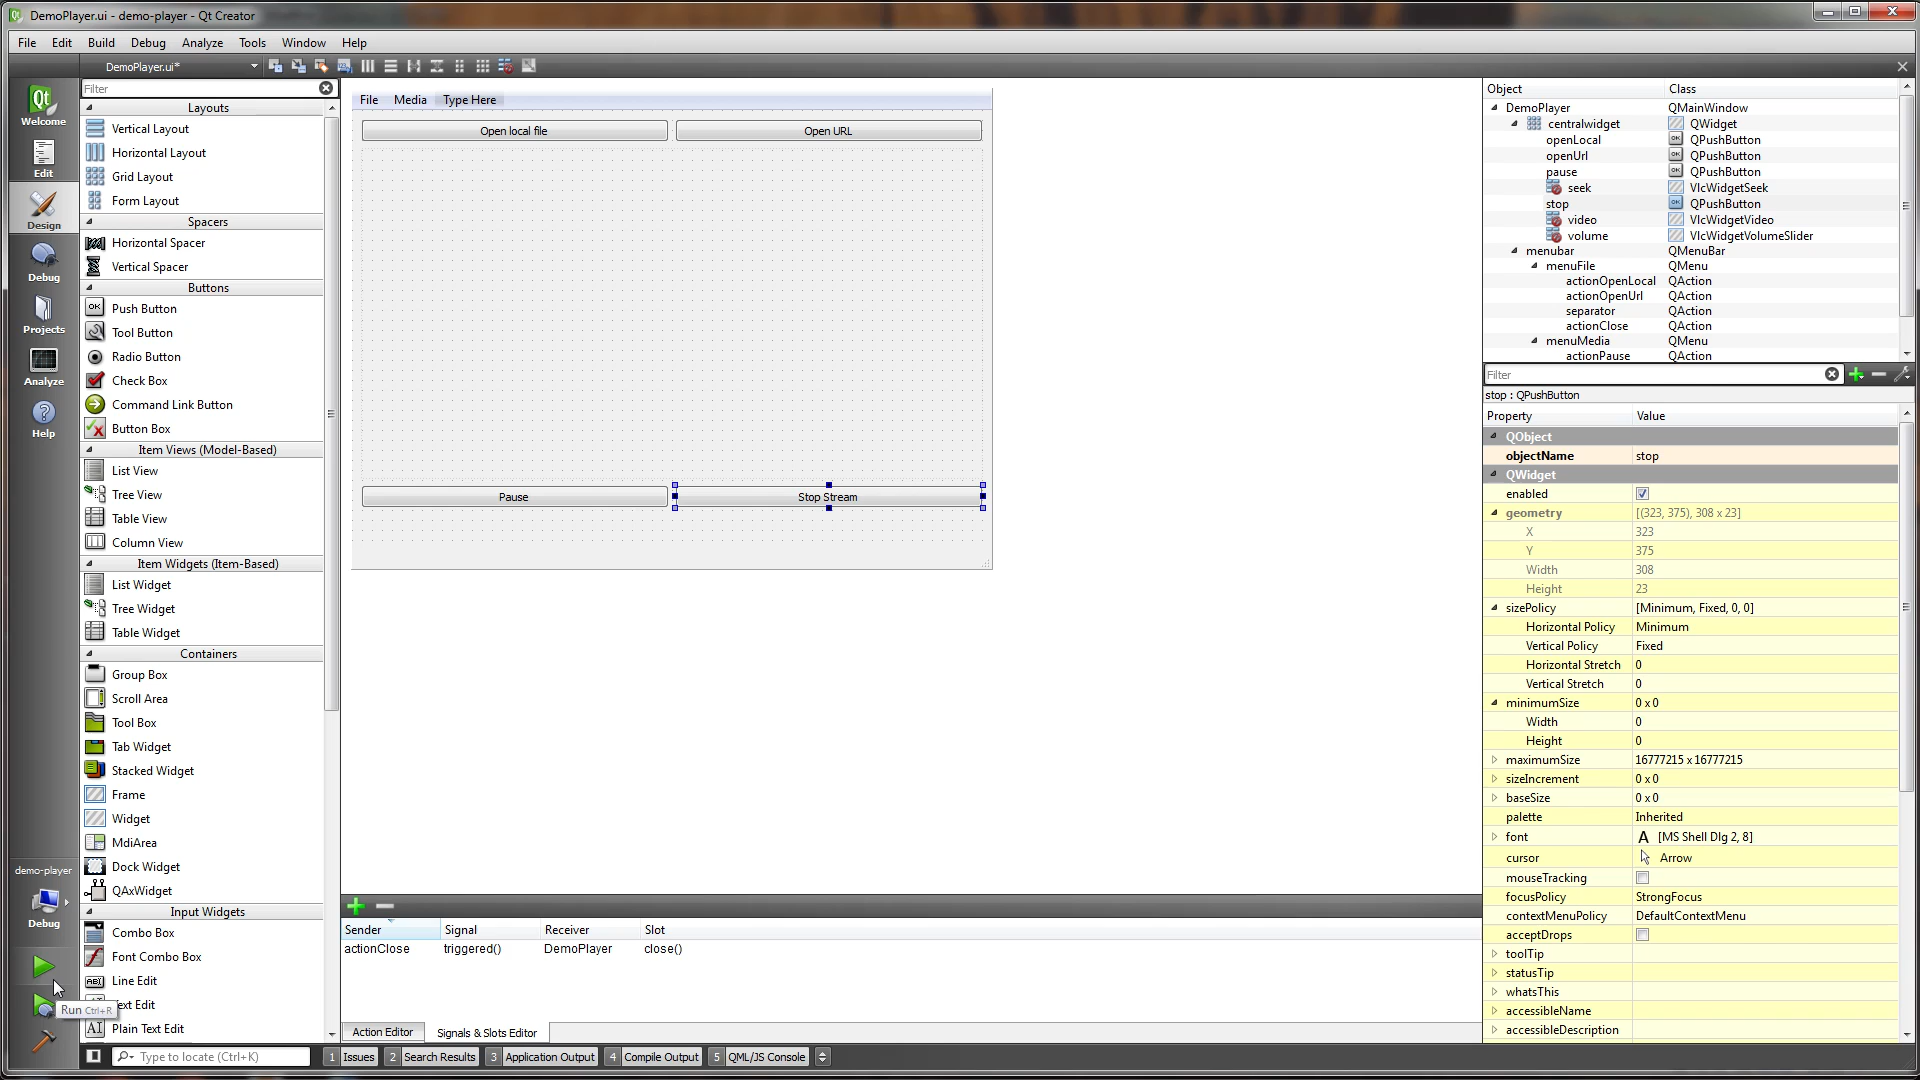 DemoPlayer.ui - demo-player - Qt Creator
File Edit Build Debug Analyze Tools Window Help
DemoPlayer.ui*
Welcome
Edit
Design
Debug
Projects
Analyze
Help
demo-player
Debug
Run Ctrl+R
Filter
Layouts
Vertical Layout
Horizontal Layout
Grid Layout
Form Layout
Spacers
Horizontal Spacer
Vertical Spacer
Buttons
Push Button
Tool Button
Radio Button
Check Box
Command Link Button
Button Box
Item Views (Model-Based)
List View
Tree View
Table View
Column View
Item Widgets (Item-Based)
List Widget
Tree Widget
Table Widget
Containers
Group Box
Scroll Area
Tool Box
Tab Widget
Stacked Widget
Frame
Widget
MdiArea
Dock Widget
QAxWidget
Input Widgets
Combo Box
Font Combo Box
Line Edit
ext Edit
Plain Text Edit
File Media Type Here
Open local file Open URL
Pause Stop Stream
Sender Signal Receiver Slot
actionClose triggered() DemoPlayer close()
Action Editor Signals & Slots Editor
Object Class
DemoPlayer QMainWindow
centralwidget QWidget
openLocal QPushButton
openUrl QPushButton
pause QPushButton
seek VlcWidgetSeek
stop QPushButton
video VlcWidgetVideo
volume VlcWidgetVolumeSlider
menubar QMenuBar
menuFile QMenu
actionOpenLocal QAction
actionOpenUrl QAction
separator QAction
actionClose QAction
menuMedia QMenu
actionPause QAction
Filter
stop : QPushButton
Property Value
QObject
objectName stop
QWidget
enabled
geometry [(323, 375), 308 x 23]
X 323
Y 375
Width 308
Height 23
sizePolicy [Minimum, Fixed, 0, 0]
Horizontal Policy Minimum
Vertical Policy Fixed
Horizontal Stretch 0
Vertical Stretch 0
minimumSize 0 x 0
Width 0
Height 0
maximumSize 16777215 x 16777215
sizeIncrement 0 x 0
baseSize 0 x 0
palette Inherited
font A [MS Shell Dlg 2, 8]
cursor Arrow
mouseTracking
focusPolicy StrongFocus
contextMenuPolicy DefaultContextMenu
acceptDrops
toolTip
statusTip
whatsThis
accessibleName
accessibleDescription
Type to locate (Ctrl+K) 1 Issues 2 Search Results 3 Application Output 4 Compile Output 5 QML/JS Console